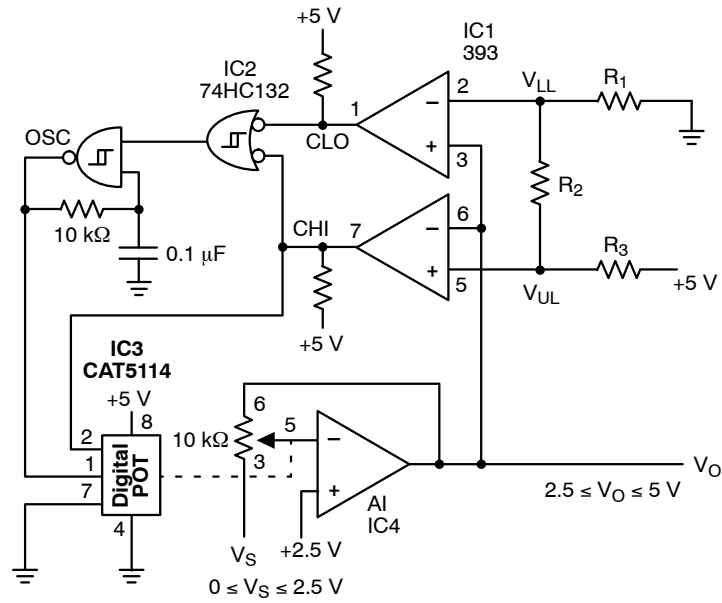 +5 V
IC1
393
IC2
74HC132
1
2
−
+
3
V_LL
R1
OSC
CLO
R2
10 kΩ
0.1 µF
CHI
7
6
−
+
5
R3
V_UL
+5 V
+5 V
IC3
CAT5114
+5 V
8
2
1
7
4
Digital
POT
6
10 kΩ
5
3
−
+
AI
IC4
V_S
+2.5 V
0 ≤ V_S ≤ 2.5 V
V_O
2.5 ≤ V_O ≤ 5 V